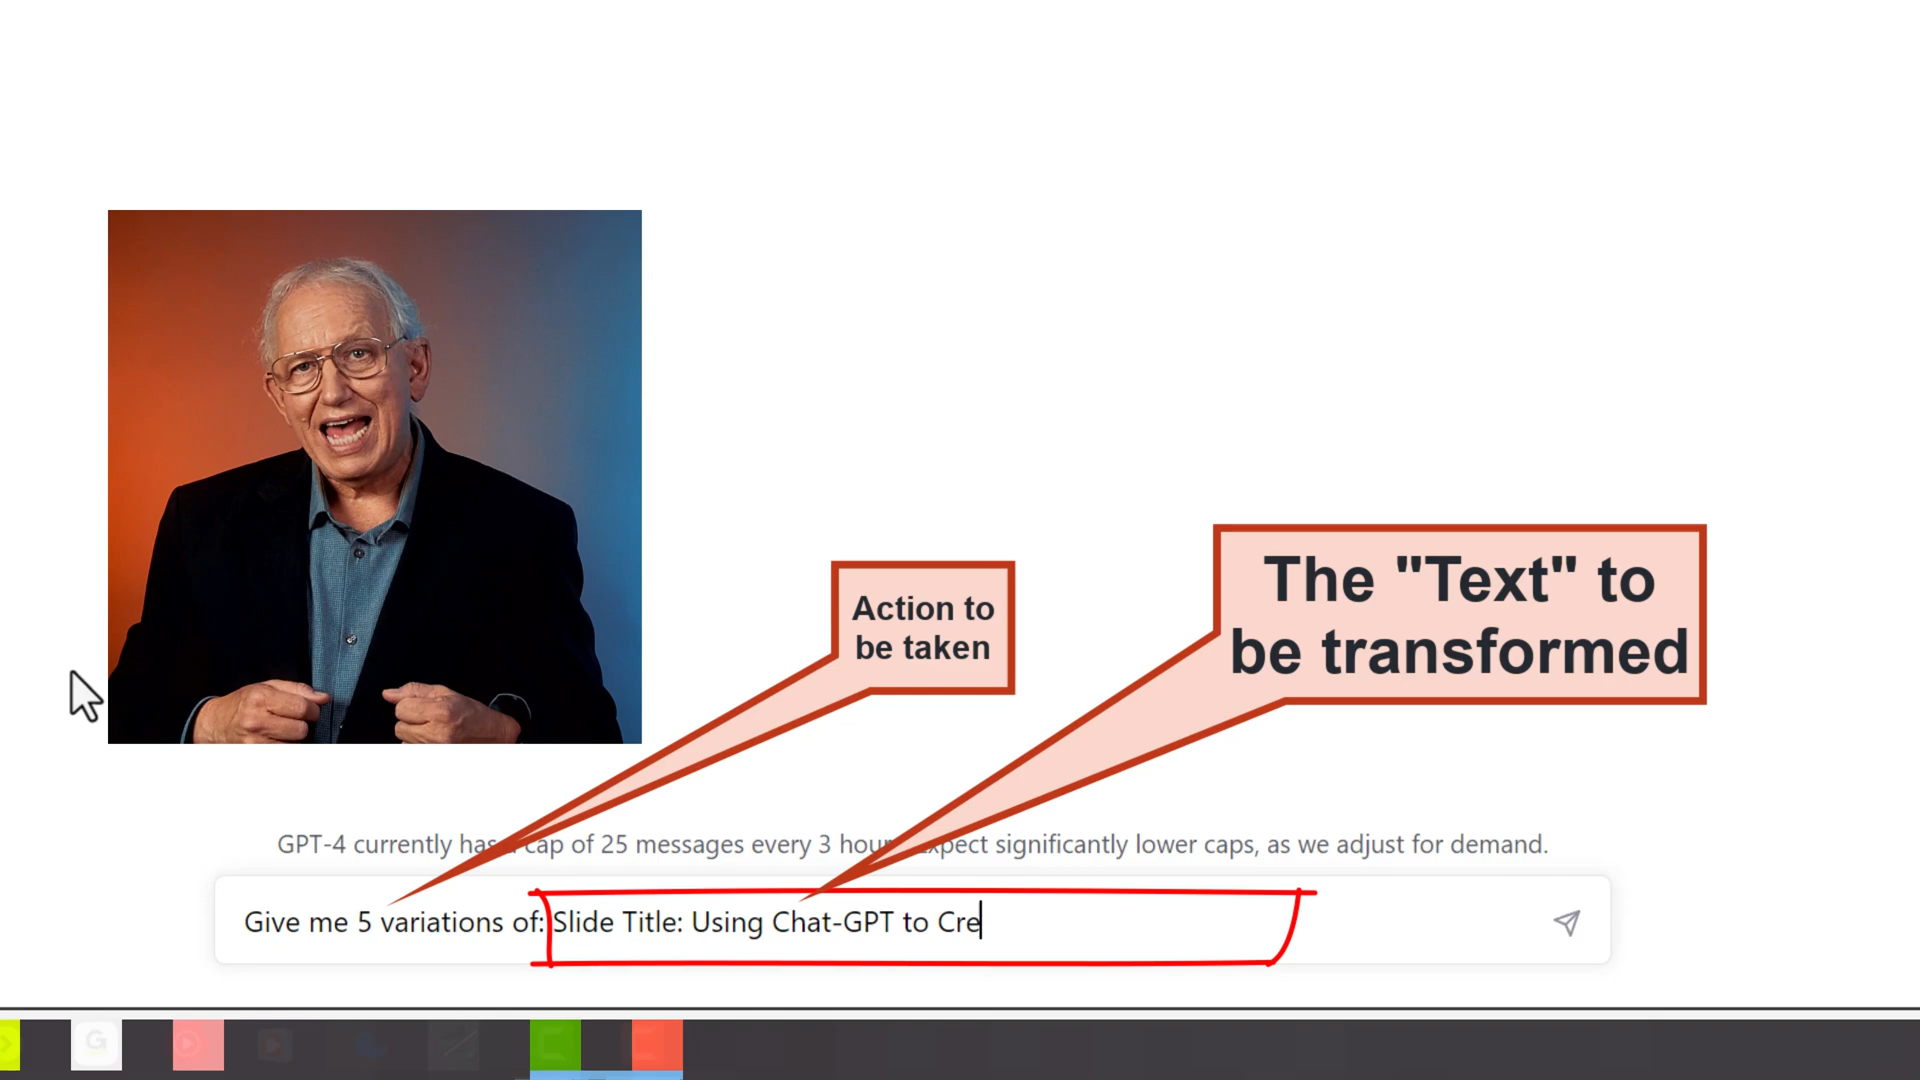 Action to
be taken
The "Text" to
be transformed
GPT-4 currently has cap of 25 messages every 3 hour expect significantly lower caps, as we adjust for demand.
Give me 5 variations of: Slide Title: Using Chat-GPT to Cre
G